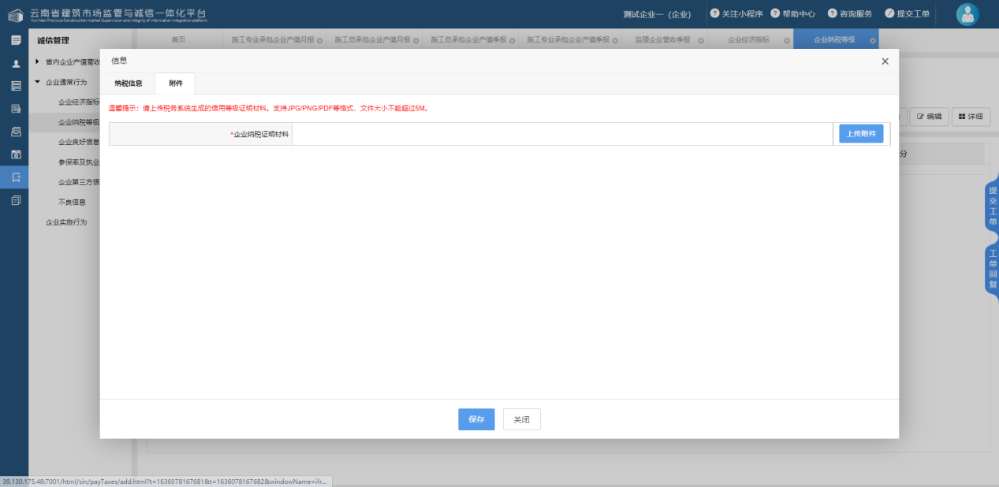 云南省建筑市场监管与诚信一体化平台
Yun Nan Province Construction market Supervision and integrity of information integration platform
测试企业一（企业）
关注小程序
帮助中心
咨询服务
提交工单
诚信管理
首页
施工专业承包企业产值月报
施工总承包企业产值月报
施工总承包企业产值季报
施工专业承包企业产值季报
监理企业营收季报
企业经济指标
企业纳税等级
省内企业产值营收
企业通常行为
企业经济指标
企业纳税等级
企业良好信息
参保率及执业
企业第三方信
不良信息
企业实施行为
信息
纳税信息
附件
温馨提示：请上传税务系统生成的信用等级证明材料。支持JPG/PNG/PDF等格式，文件大小不能超过5M。
*企业纳税证明材料
上传附件
编辑
详细
分
提交工单
工单回复
保存
关闭
39.130.175.48:7001/html/sin/payTaxes/add.html?t=1636078167681&t=1636078167682&windowName=ifr...